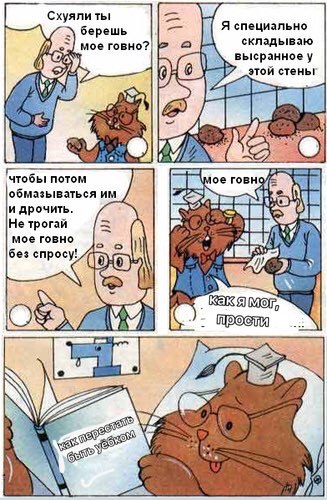 Схуяли ты
берешь
мое говно?
Я специально
складываю
высранное у
этой стены
чтобы потом
обмазываться им
и дрочить.
Не трогай
мое говно
без спросу!
мое говно
как я мог,
прости
как перестать
быть уёбком